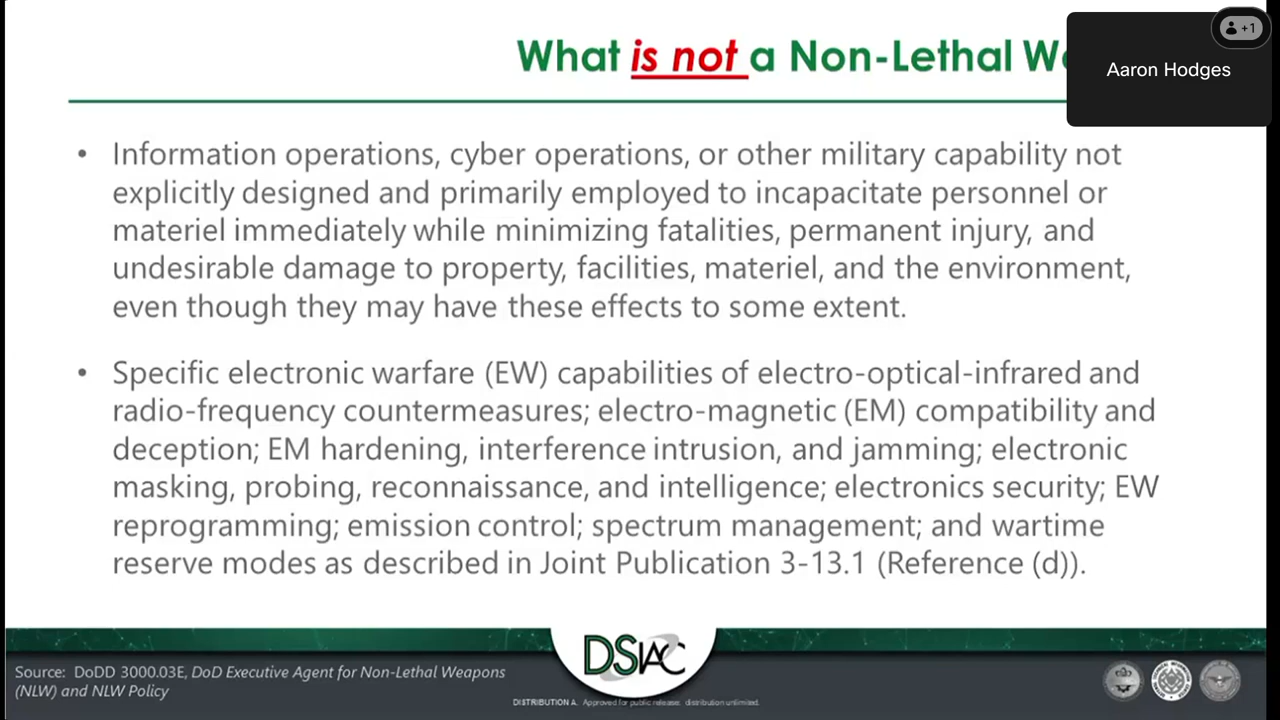 What is not a Non-Lethal
+1
Aaron Hodges
• Information operations, cyber operations, or other military capability not
explicitly designed and primarily employed to incapacitate personnel or
materiel immediately while minimizing fatalities, permanent injury, and
undesirable damage to property, facilities, materiel, and the environment,
even though they may have these effects to some extent.
• Specific electronic warfare (EW) capabilities of electro-optical-infrared and
radio-frequency countermeasures; electro-magnetic (EM) compatibility and
deception; EM hardening, interference intrusion, and jamming; electronic
masking, probing, reconnaissance, and intelligence; electronics security; EW
reprogramming; emission control; spectrum management; and wartime
reserve modes as described in Joint Publication 3-13.1 (Reference (d)).
Source: DoDD 3000.03E, DoD Executive Agent for Non-Lethal Weapons
(NLW) and NLW Policy
DSIAC
DISTRIBUTION A. Approved for public release: distribution unlimited.